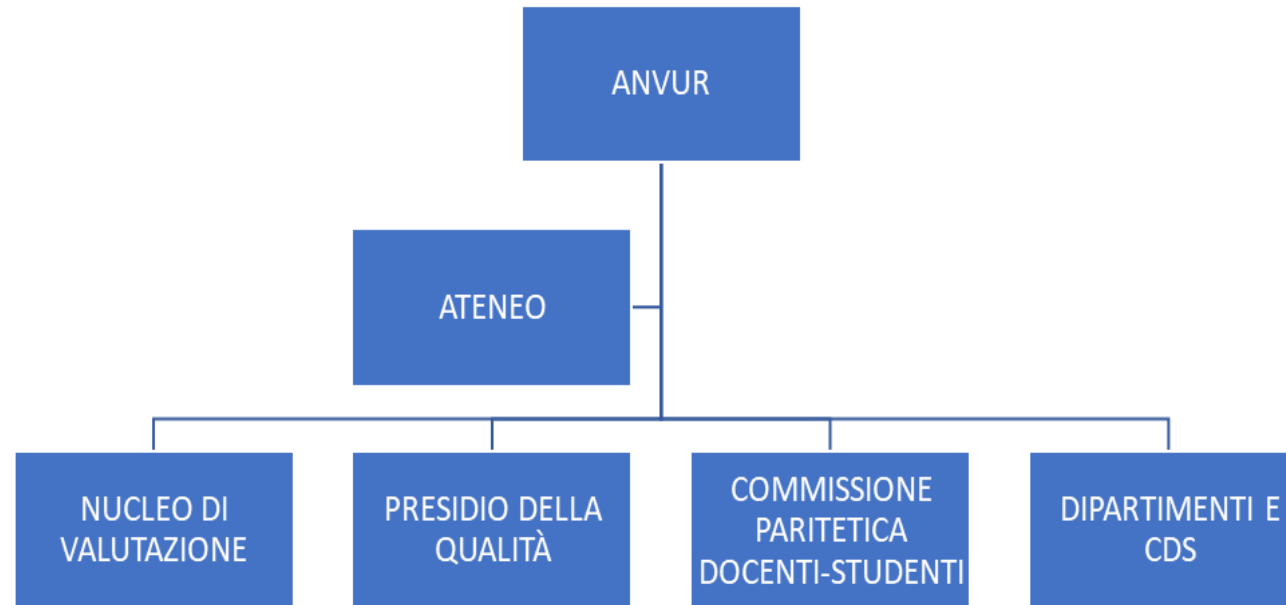 ANVUR
ATENEO
NUCLEO DI
VALUTAZIONE
PRESIDIO DELLA
QUALITÀ
COMMISSIONE
PARITETICA
DOCENTI-STUDENTI
DIPARTIMENTI E
CDS